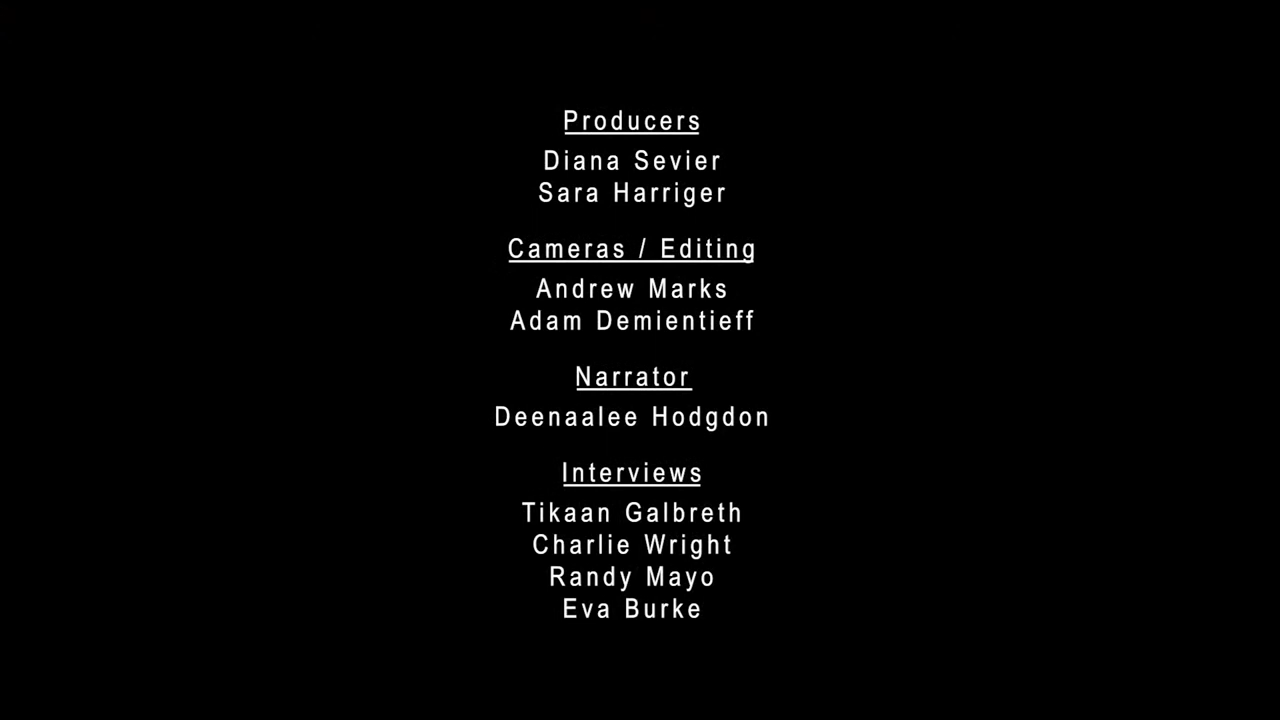 Producers
Diana Sevier
Sara Harriger
Cameras / Editing
Andrew Marks
Adam Demientieff
Narrator
Deenaalee Hodgdon
Interviews
Tikaan Galbreth
Charlie Wright
Randy Mayo
Eva Burke